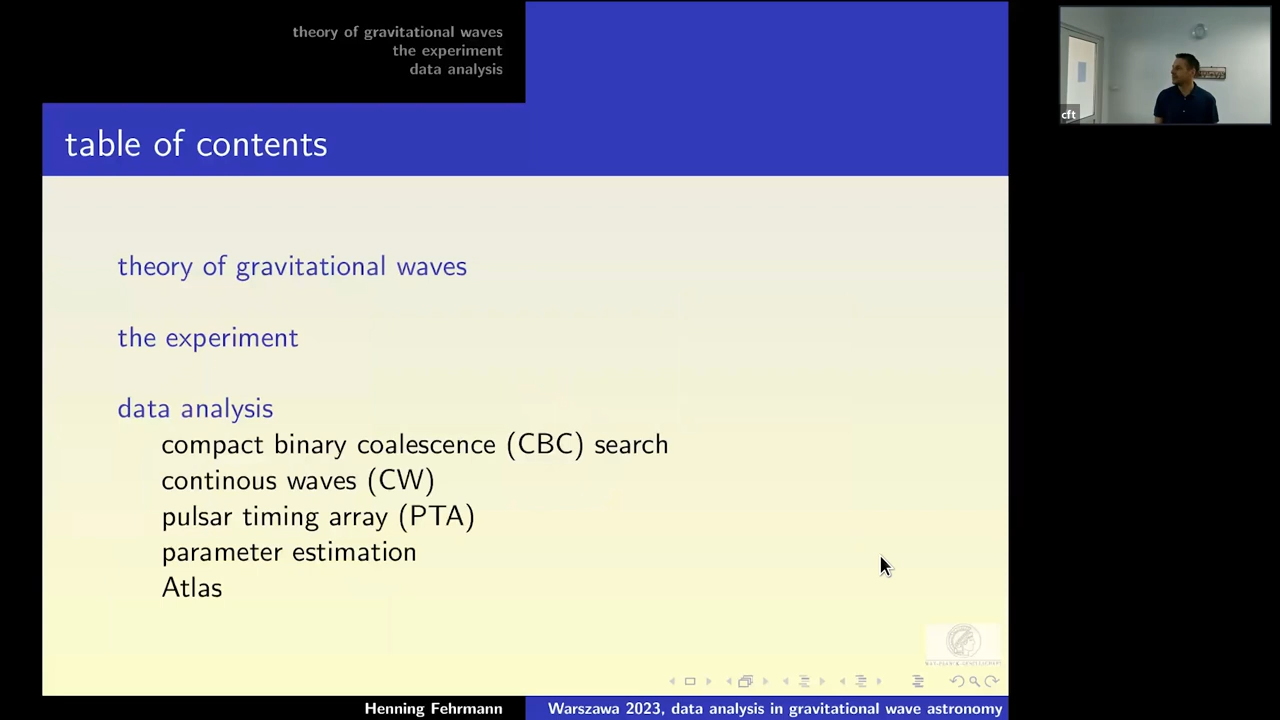 theory of gravitational waves
the experiment
data analysis
cft
table of contents
theory of gravitational waves
the experiment
data analysis
compact binary coalescence (CBC) search
continous waves (CW)
pulsar timing array (PTA)
parameter estimation
Atlas
Henning Fehrmann
Warszawa 2023, data analysis in gravitational wave astronomy